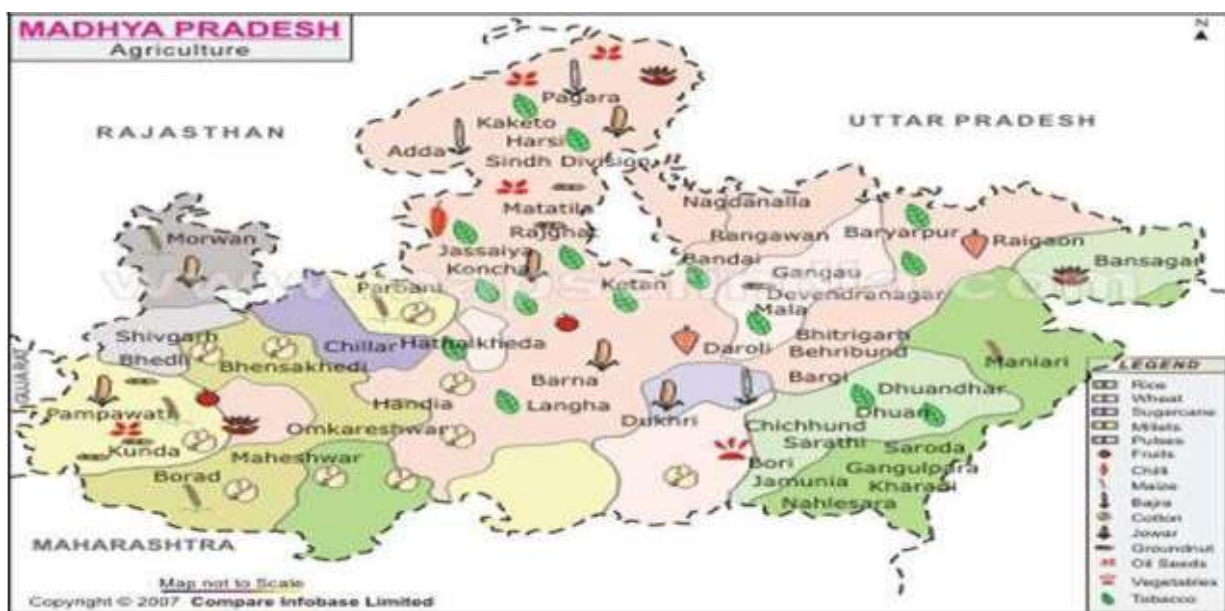 MADHYA PRADESH
Agriculture
N
RAJASTHAN
UTTAR PRADESH
Pagara
Kaketo
Harsi
Adda
Sindh Division
Matatila
Nagdanalla
Morwan
Rajghat
Rangawan
Baryarpur
Raigaon
Jassaiya
Bandai
Koncha
Gangau
Bansagar
Parbani
Ketan
Devendranagar
Mala
Shivgarh
Chillar
Hathalkheda
Bhitrigarh
Bhedli
Bhensakhedi
Daroli
Behribund
Maniari
GUJARAT
Barna
Bargi
Dhuandhar
Pampawati
Handia
Langha
Dukhri
Dhuan
Omkareshwar
Chichhund
Kunda
Sarathi
Saroda
Maheshwar
Bori
Gangulpara
Borad
Jamunia
Kharadi
Nahlesara
MAHARASHTRA
Map not to Scale
Copyright © 2007 Compare Infobase Limited
LEGEND
Rice
Wheat
Sugarcane
Millets
Pulses
Fruits
Chilli
Maize
Bajra
Cotton
Jowar
Groundnut
Oil Seeds
Vegetables
Tobacco